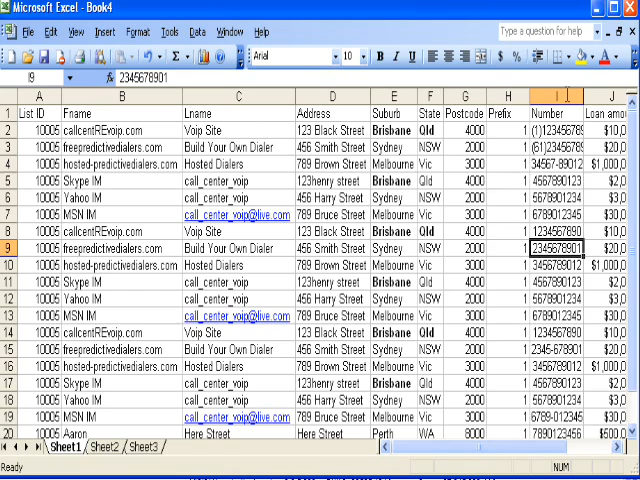 Microsoft Excel - Book4
File Edit View Insert Format Tools Data Window Help Type a question for help
Arial 10 B I U $ %
I9 fx 2345678901
A B C D E F G H I J
1 List ID Fname Lname Address Suburb State Postcode Prefix Number Loan amou
2 10005 callcentREvoip.com Voip Site 123 Black Street Brisbane Qld 4000 1 (1)123456789 $10,0
3 10005 freepredictivedialers.com Build Your Own Dialer 456 Smith Street Sydney NSW 2000 1 (61)23456789 $20,0
4 10005 hosted-predictivedialers.com Hosted Dialers 789 Brown Street Melbourne Vic 3000 1 34567-89012 $1,000,0
5 10005 Skype IM call_center_voip 123henry street Brisbane Qld 4000 1 4567890123 $2,0
6 10005 Yahoo IM call_center_voip 456 Harry Street Sydney NSW 2000 1 5678901234 $3,0
7 10005 MSN IM call_center_voip@live.com 789 Bruce Street Melbourne Vic 3000 1 6789012345 $30,0
8 10005 callcentREvoip.com Voip Site 123 Black Street Brisbane Qld 4000 1 1234567890 $10,0
9 10005 freepredictivedialers.com Build Your Own Dialer 456 Smith Street Sydney NSW 2000 1 2345678901 $20,0
10 10005 hosted-predictivedialers.com Hosted Dialers 789 Brown Street Melbourne Vic 3000 1 3456789012 $1,000,0
11 10005 Skype IM call_center_voip 123henry street Brisbane Qld 4000 1 4567890123 $2,0
12 10005 Yahoo IM call_center_voip 456 Harry Street Sydney NSW 2000 1 5678901234 $3,0
13 10005 MSN IM call_center_voip@live.com 789 Bruce Street Melbourne Vic 3000 1 6789012345 $30,0
14 10005 callcentREvoip.com Voip Site 123 Black Street Brisbane Qld 4000 1 1234567890 $10,0
15 10005 freepredictivedialers.com Build Your Own Dialer 456 Smith Street Sydney NSW 2000 1 2345-678901 $20,0
16 10005 hosted-predictivedialers.com Hosted Dialers 789 Brown Street Melbourne Vic 3000 1 3456789012 $1,000,0
17 10005 Skype IM call_center_voip 123henry street Brisbane Qld 4000 1 4567890123 $2,0
18 10005 Yahoo IM call_center_voip 456 Harry Street Sydney NSW 2000 1 5678901234 $3,0
19 10005 MSN IM call_center_voip@live.com 789 Bruce Street Melbourne Vic 3000 1 6789-012345 $30,0
20 10005 Aaron Here Street Here Street Perth WA 8000 1 7890123456 $500,0
Sheet1 Sheet2 Sheet3
Ready NUM